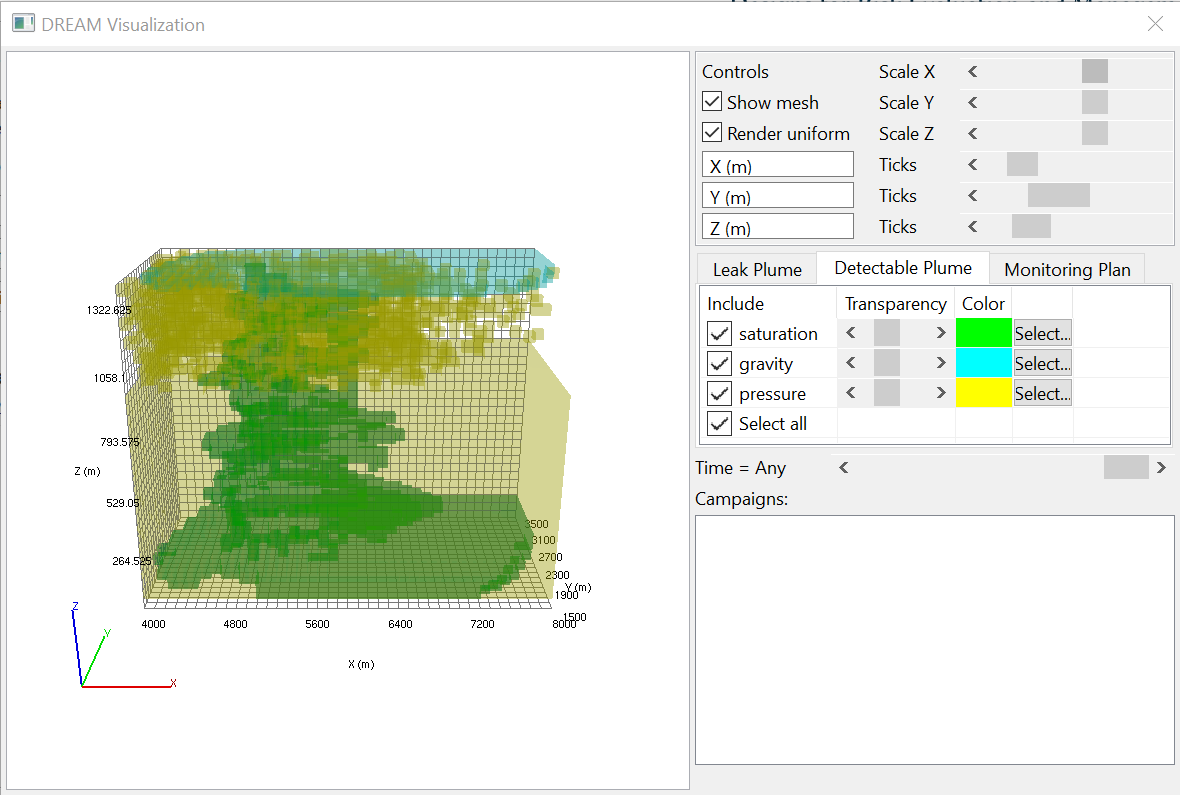 DREAM Visualization
Controls
Scale X
Show mesh
Scale Y
Render uniform
Scale Z
X (m)
Ticks
Y (m)
Ticks
Z (m)
Ticks
Leak Plume
Detectable Plume
Monitoring Plan
Include
Transparency
Color
saturation
Select...
gravity
Select...
pressure
Select...
Select all
Time = Any
Campaigns:
1322.625
1058.1
793.575
Z (m)
529.05
264.525
3500
3100
2700
2300
Y (m)
1900
1500
4000
4800
5600
6400
7200
8000
X (m)
Z
Y
X